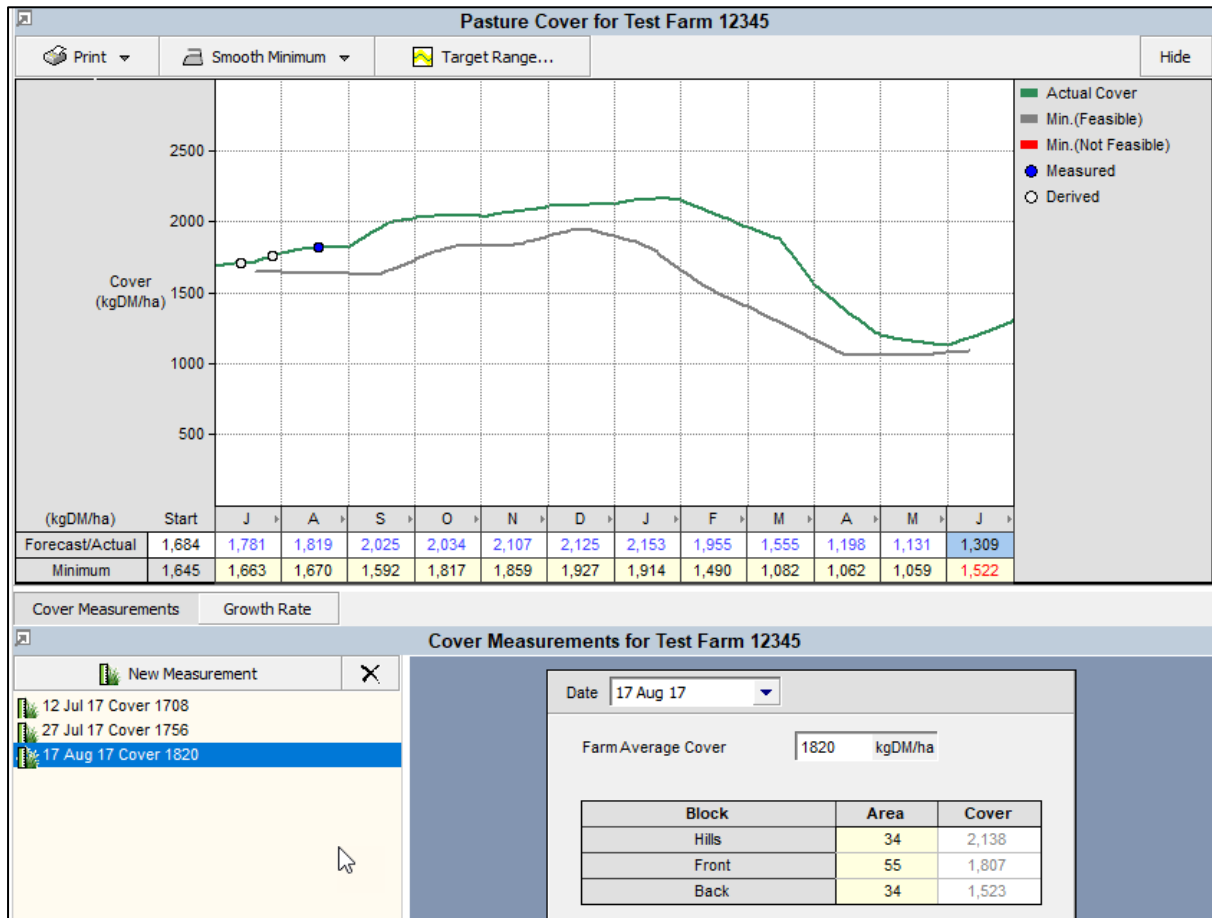 Pasture Cover for Test Farm 12345
Print Smooth Minimum Target Range... Hide
Actual Cover
Min.(Feasible)
Min.(Not Feasible)
Measured
Derived
2500
2000
Cover
(kgDM/ha)
1500
1000
500
(kgDM/ha) Start J A S O N D J F M A M J
Forecast/Actual 1,684 1,781 1,819 2,025 2,034 2,107 2,125 2,153 1,955 1,555 1,198 1,131 1,309
Minimum 1,645 1,663 1,670 1,592 1,817 1,859 1,927 1,914 1,490 1,082 1,062 1,059 1,522
Cover Measurements Growth Rate
Cover Measurements for Test Farm 12345
New Measurement
12 Jul 17 Cover 1708
27 Jul 17 Cover 1756
17 Aug 17 Cover 1820
Date 17 Aug 17
Farm Average Cover 1820 kgDM/ha
Block Area Cover
Hills 34 2,138
Front 55 1,807
Back 34 1,523